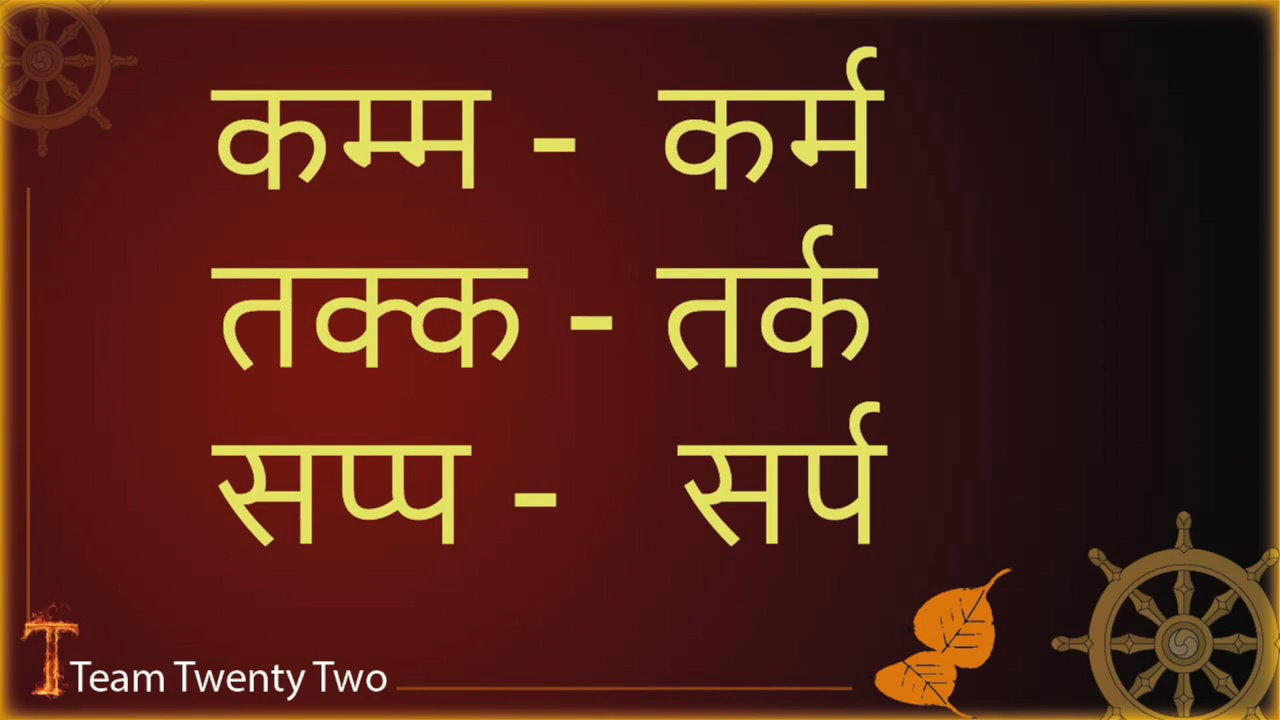 कम्म - कर्म
तक्क - तर्क
सप्प - सर्प
T Team Twenty Two